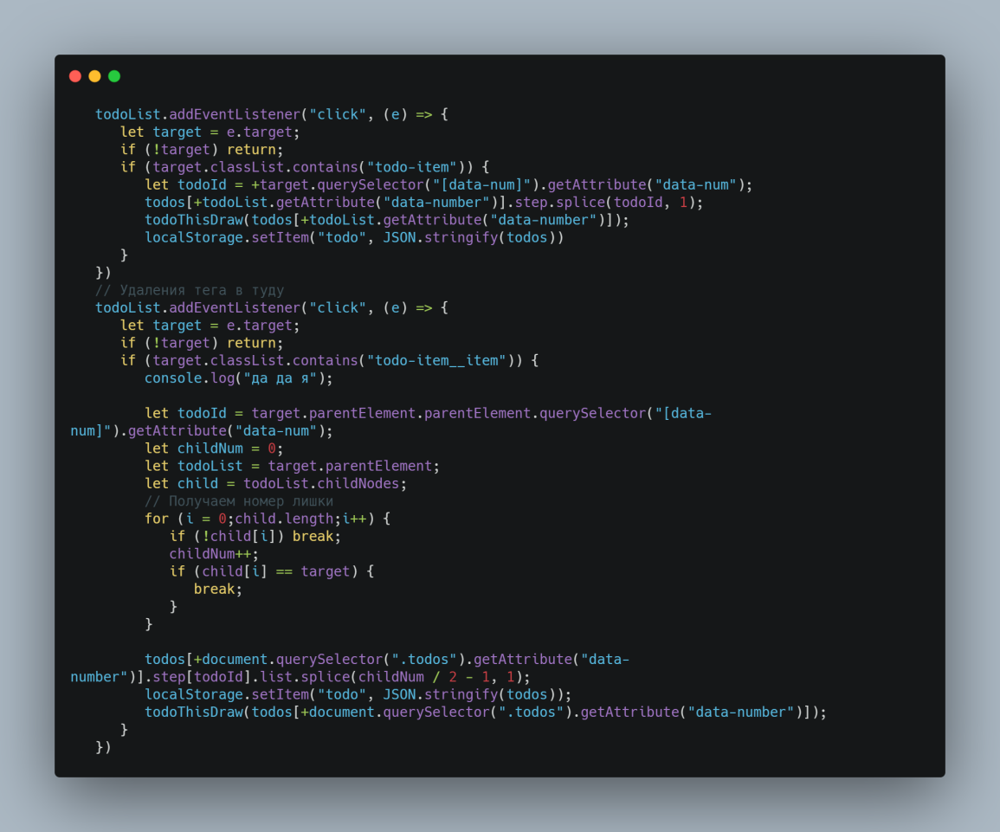 todoList.addEventListener("click", (e) => {
let target = e.target;
if (!target) return;
if (target.classList.contains("todo-item")) {
let todoId = +target.querySelector("[data-num]").getAttribute("data-num");
todos[+todoList.getAttribute("data-number")].step.splice(todoId, 1);
todoThisDraw(todos[+todoList.getAttribute("data-number")]);
localStorage.setItem("todo", JSON.stringify(todos))
}
})
// Удаления тега в туду
todoList.addEventListener("click", (e) => {
let target = e.target;
if (!target) return;
if (target.classList.contains("todo-item__item")) {
console.log("да да я");
let todoId = target.parentElement.parentElement.querySelector("[data-
num]").getAttribute("data-num");
let childNum = 0;
let todoList = target.parentElement;
let child = todoList.childNodes;
// Получаем номер лишки
for (i = 0;child.length;i++) {
if (!child[i]) break;
childNum++;
if (child[i] == target) {
break;
}
}
todos[+document.querySelector(".todos").getAttribute("data-
number")].step[todoId].list.splice(childNum / 2 - 1, 1);
localStorage.setItem("todo", JSON.stringify(todos));
todoThisDraw(todos[+document.querySelector(".todos").getAttribute("data-number")]);
}
})